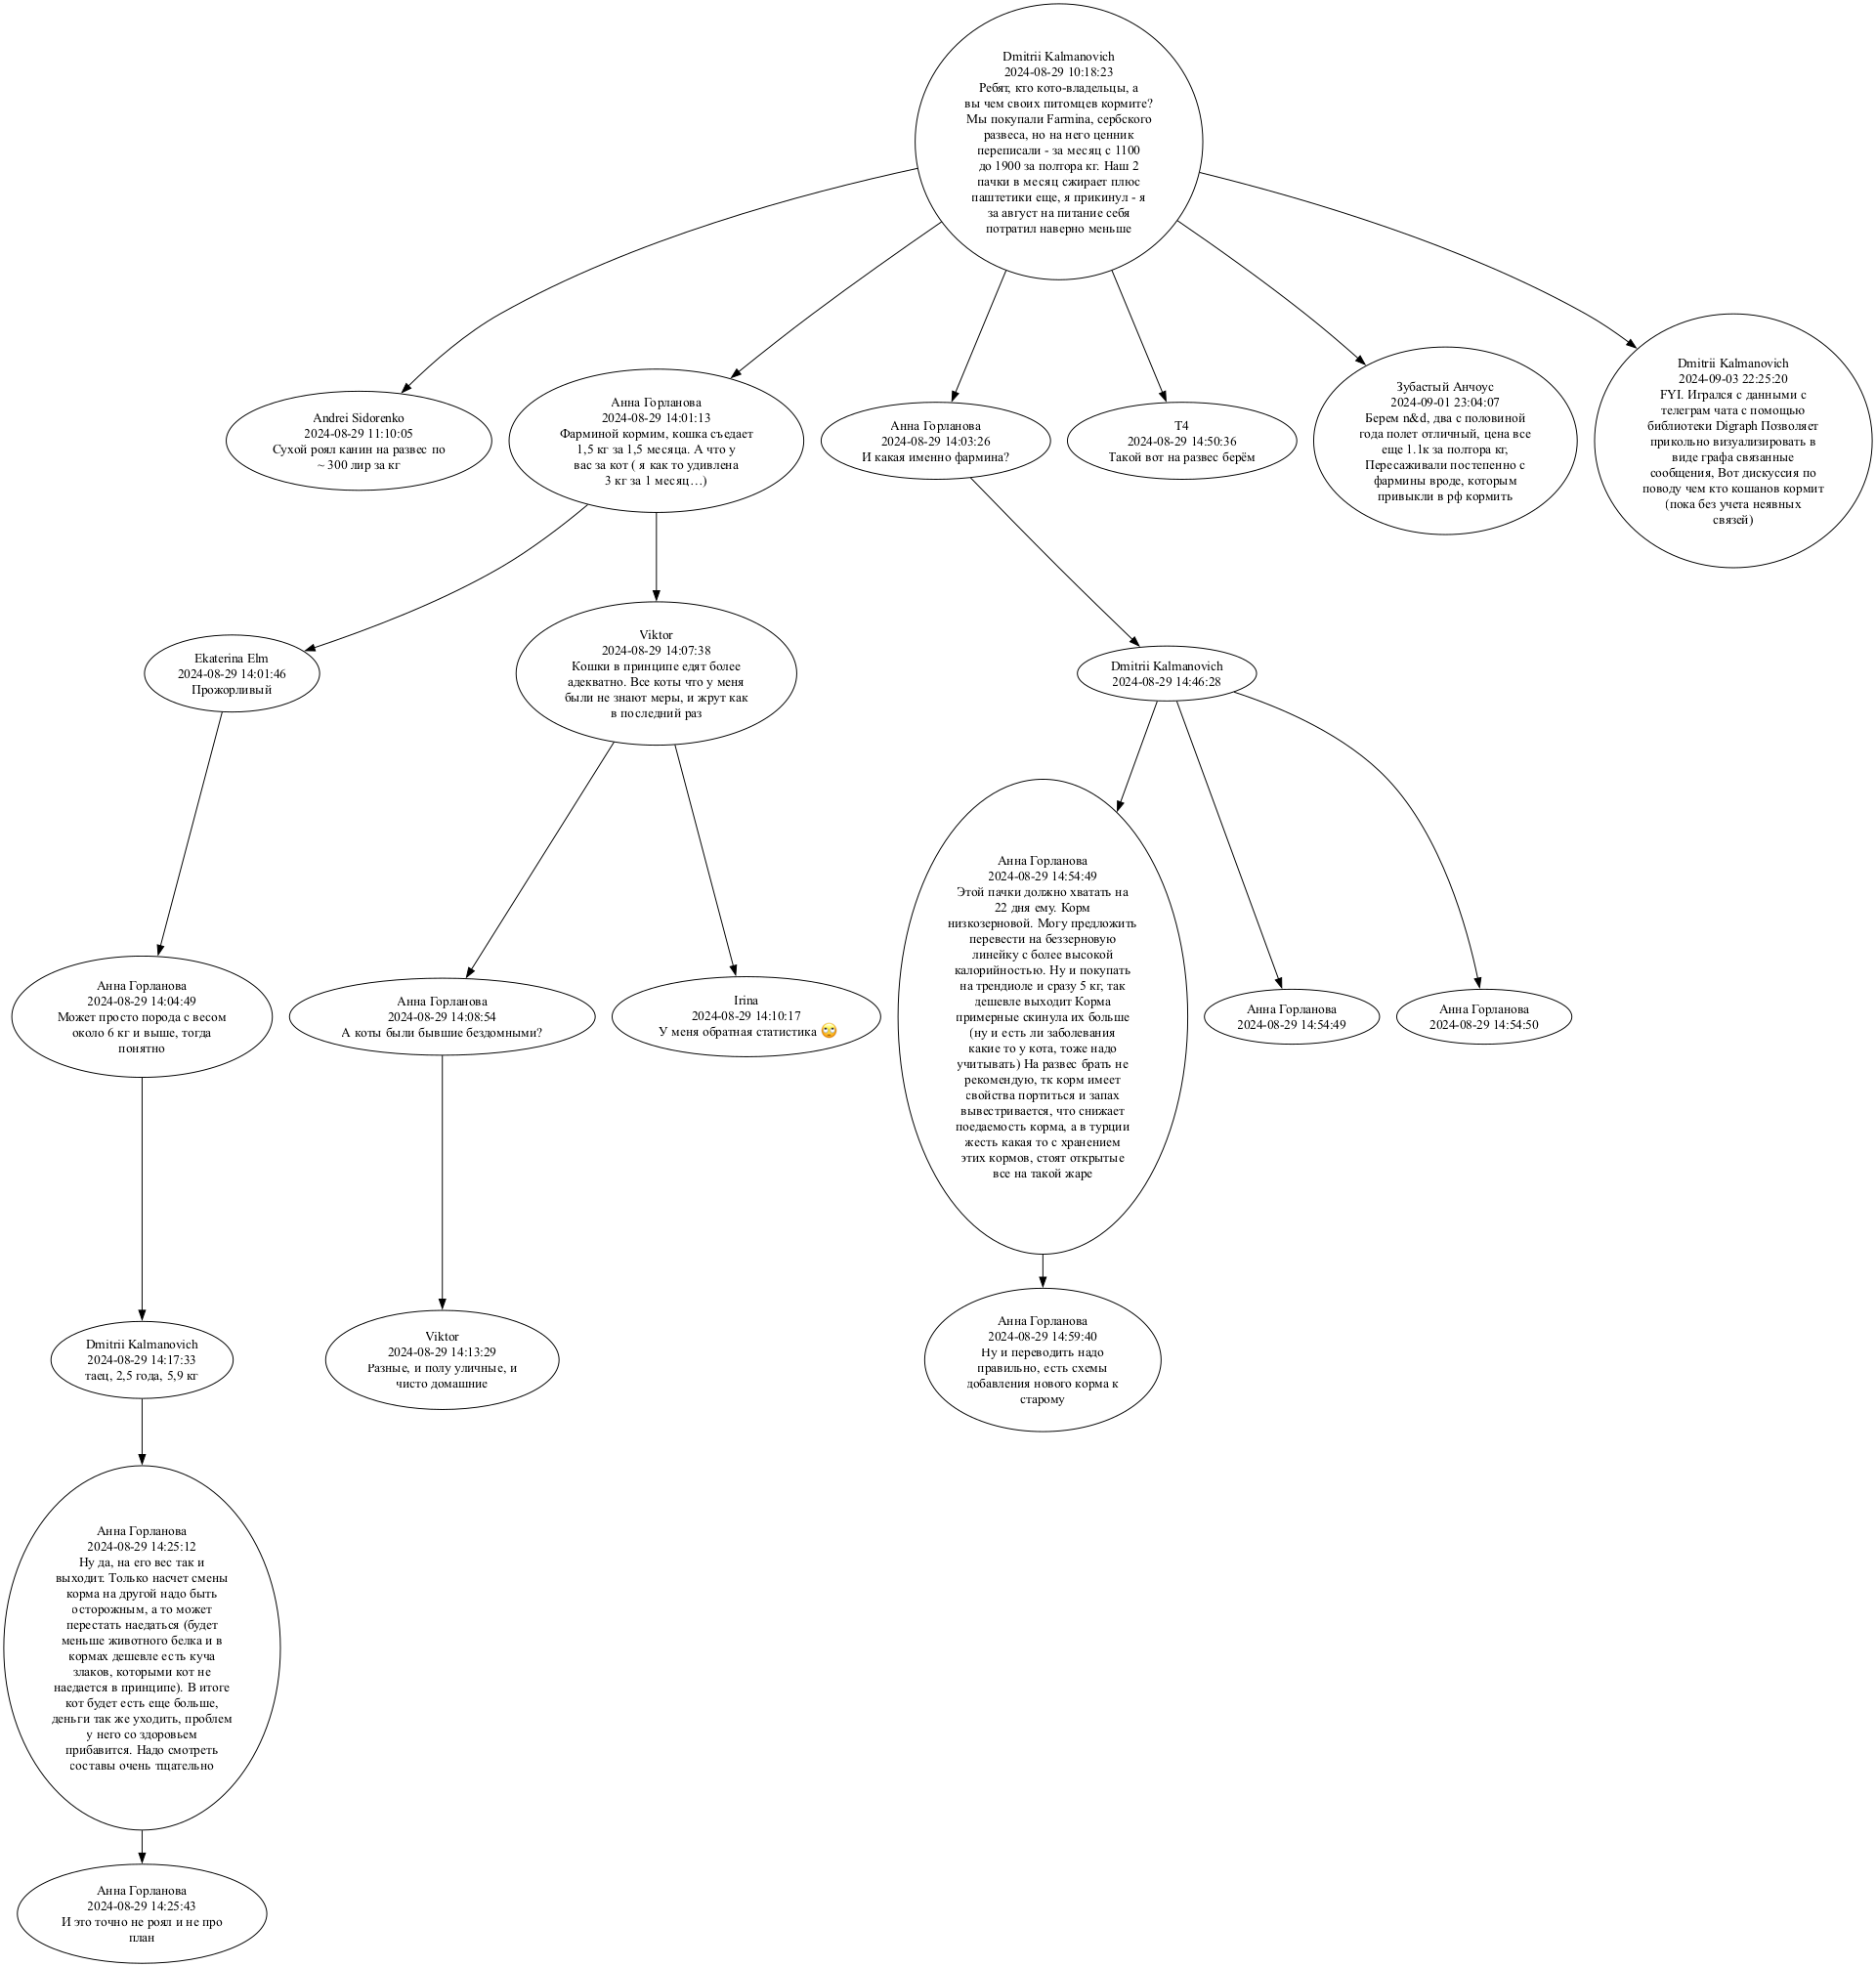 Dmitrii Kalmanovich
2024-08-29 10:18:23
Ребят, кто кото-владельцы, а
вы чем своих питомцев кормите?
Мы покупали Farmina, сербского
развеса, но на него ценник
переписали - за месяц с 1100
до 1900 за полтора кг. Наш 2
пачки в месяц сжирает плюс
паштетики еще, я прикинул - я
за август на питание себя
потратил наверно меньше
Andrei Sidorenko
2024-08-29 11:10:05
Сухой роял канин на развес по
~ 300 лир за кг
Анна Горланова
2024-08-29 14:01:13
Фарминой кормим, кошка съедает
1,5 кг за 1,5 месяца. А что у
вас за кот ( я как то удивлена
3 кг за 1 месяц…)
Анна Горланова
2024-08-29 14:03:26
И какая именно фармина?
T4
2024-08-29 14:50:36
Такой вот на развес берём
Зубастый Анчоус
2024-09-01 23:04:07
Берем n&d, два с половиной
года полет отличный, цена все
еще 1.1к за полтора кг,
Пересаживали постепенно с
фармины вроде, которым
привыкли в рф кормить
Dmitrii Kalmanovich
2024-09-03 22:25:20
FYI. Игрался с данными с
телеграм чата с помощью
библиотеки Digraph Позволяет
прикольно визуализировать в
виде графа связанные
сообщения, Вот дискуссия по
поводу чем кто кошанов кормит
(пока без учета неявных
связей)
Ekaterina Elm
2024-08-29 14:01:46
Прожорливый
Viktor
2024-08-29 14:07:38
Кошки в принципе едят более
адекватно. Все коты что у меня
были не знают меры, и жрут как
в последний раз
Dmitrii Kalmanovich
2024-08-29 14:46:28
Анна Горланова
2024-08-29 14:04:49
Может просто порода с весом
около 6 кг и выше, тогда
понятно
Анна Горланова
2024-08-29 14:08:54
А коты были бывшие бездомными?
Irina
2024-08-29 14:10:17
У меня обратная статистика 🙄
Анна Горланова
2024-08-29 14:54:49
Этой пачки должно хватать на
22 дня ему. Корм
низкозерновой. Могу предложить
перевести на беззерновую
линейку с более высокой
калорийностью. Ну и покупать
на трендиоле и сразу 5 кг, так
дешевле выходит Корма
примерные скинула их больше
(ну и есть ли заболевания
какие то у кота, тоже надо
учитывать) На развес брать не
рекомендую, тк корм имеет
свойства портиться и запах
вывестривается, что снижает
поедаемость корма, а в турции
жесть какая то с хранением
этих кормов, стоят открытые
все на такой жаре
Анна Горланова
2024-08-29 14:54:49
Анна Горланова
2024-08-29 14:54:50
Dmitrii Kalmanovich
2024-08-29 14:17:33
таец, 2,5 года, 5,9 кг
Viktor
2024-08-29 14:13:29
Разные, и полу уличные, и
чисто домашние
Анна Горланова
2024-08-29 14:59:40
Ну и переводить надо
правильно, есть схемы
добавления нового корма к
старому
Анна Горланова
2024-08-29 14:25:12
Ну да, на его вес так и
выходит. Только насчет смены
корма на другой надо быть
осторожным, а то может
перестать наедаться (будет
меньше животного белка и в
кормах дешевле есть куча
злаков, которыми кот не
наедается в принципе). В итоге
кот будет есть еще больше,
деньги так же уходить, проблем
у него со здоровьем
прибавится. Надо смотреть
составы очень тщательно
Анна Горланова
2024-08-29 14:25:43
И это точно не роял и не про
план